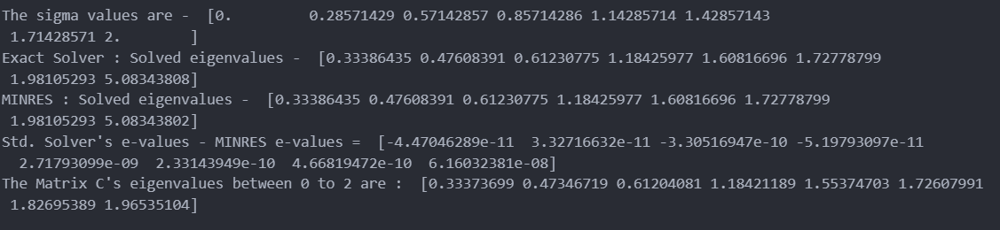 The sigma values are -  [0.         0.28571429 0.57142857 0.85714286 1.14285714 1.42857143
 1.71428571 2.        ]
Exact Solver : Solved eigenvalues -  [0.33386435 0.47608391 0.61230775 1.18425977 1.60816696 1.72778799
 1.98105293 5.08343808]
MINRES : Solved eigenvalues -  [0.33386435 0.47608391 0.61230775 1.18425977 1.60816696 1.72778799
 1.98105293 5.08343802]
Std. Solver's e-values - MINRES e-values =  [-4.47046289e-11  3.32716632e-11 -3.30516947e-10 -5.19793097e-11
  2.71793099e-09  2.33143949e-10  4.66819472e-10  6.16032381e-08]
The Matrix C's eigenvalues between 0 to 2 are :  [0.33373699 0.47346719 0.61204081 1.18421189 1.55374703 1.72607991
 1.82695389 1.96535104]